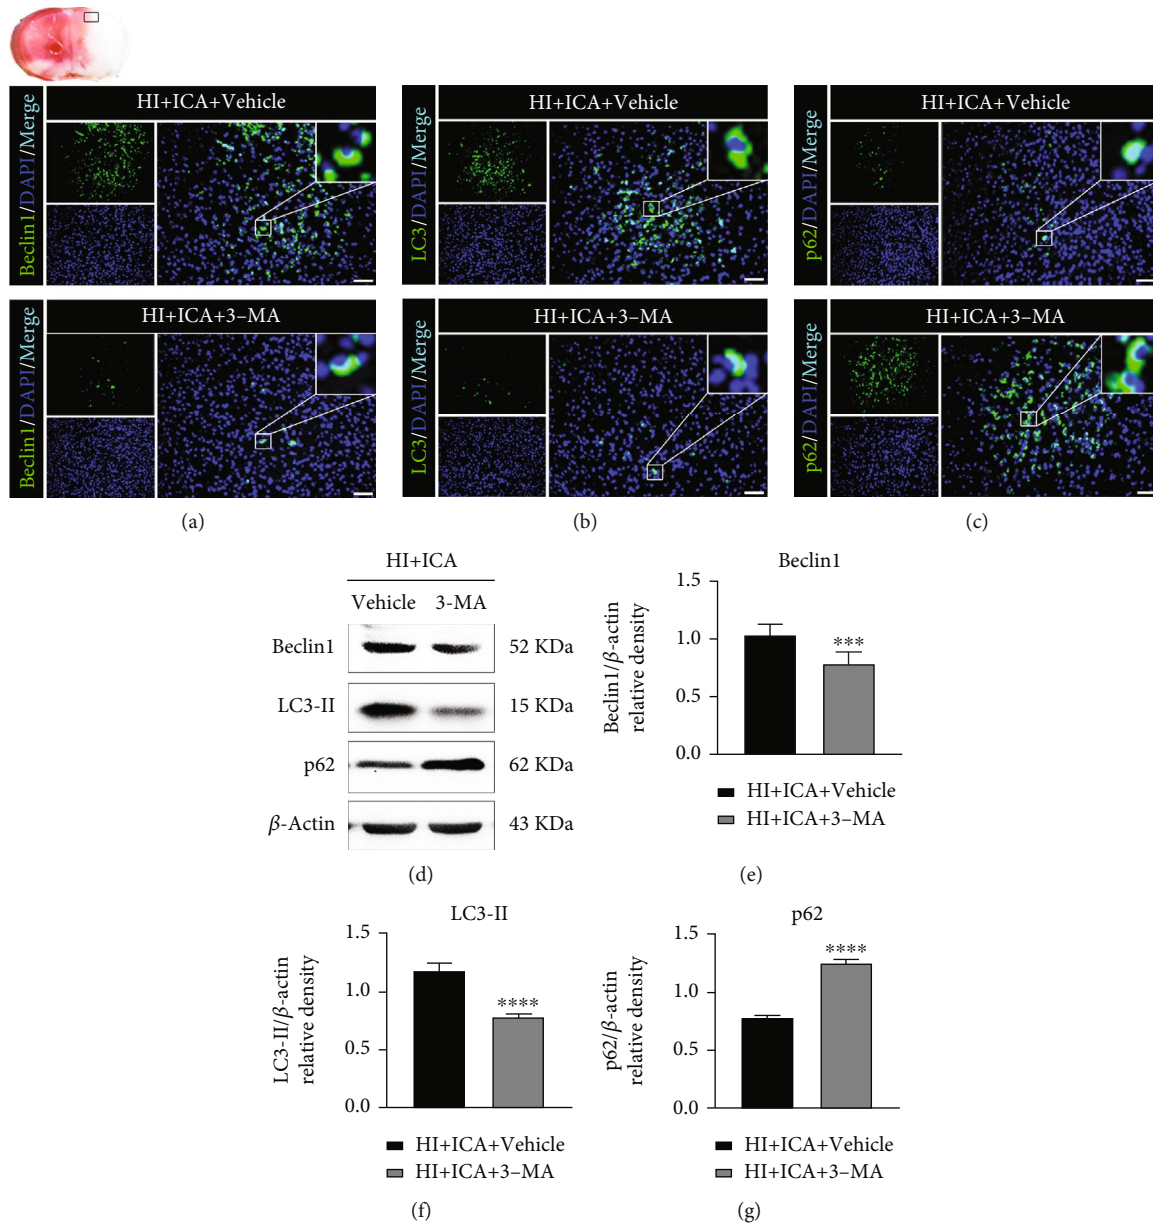 HI+ICA+Vehicle
Beclin1/DAPI/Merge
HI+ICA+3–MA
Beclin1/DAPI/Merge
(a)
HI+ICA+Vehicle
LC3/DAPI/Merge
HI+ICA+3–MA
LC3/DAPI/Merge
(b)
HI+ICA+Vehicle
p62/DAPI/Merge
HI+ICA+3–MA
p62/DAPI/Merge
(c)
HI+ICA
Vehicle 3-MA
Beclin1 52 KDa
LC3-II 15 KDa
p62 62 KDa
β-Actin 43 KDa
(d)
Beclin1
Beclin1/β-actin
relative density
1.5
1.0
0.5
0.0
***
HI+ICA+Vehicle
HI+ICA+3–MA
(e)
LC3-II
LC3-II/β-actin
relative density
1.5
1.0
0.5
0.0
****
HI+ICA+Vehicle
HI+ICA+3–MA
(f)
p62
p62/β-actin
relative density
1.5
1.0
0.5
0.0
****
HI+ICA+Vehicle
HI+ICA+3–MA
(g)